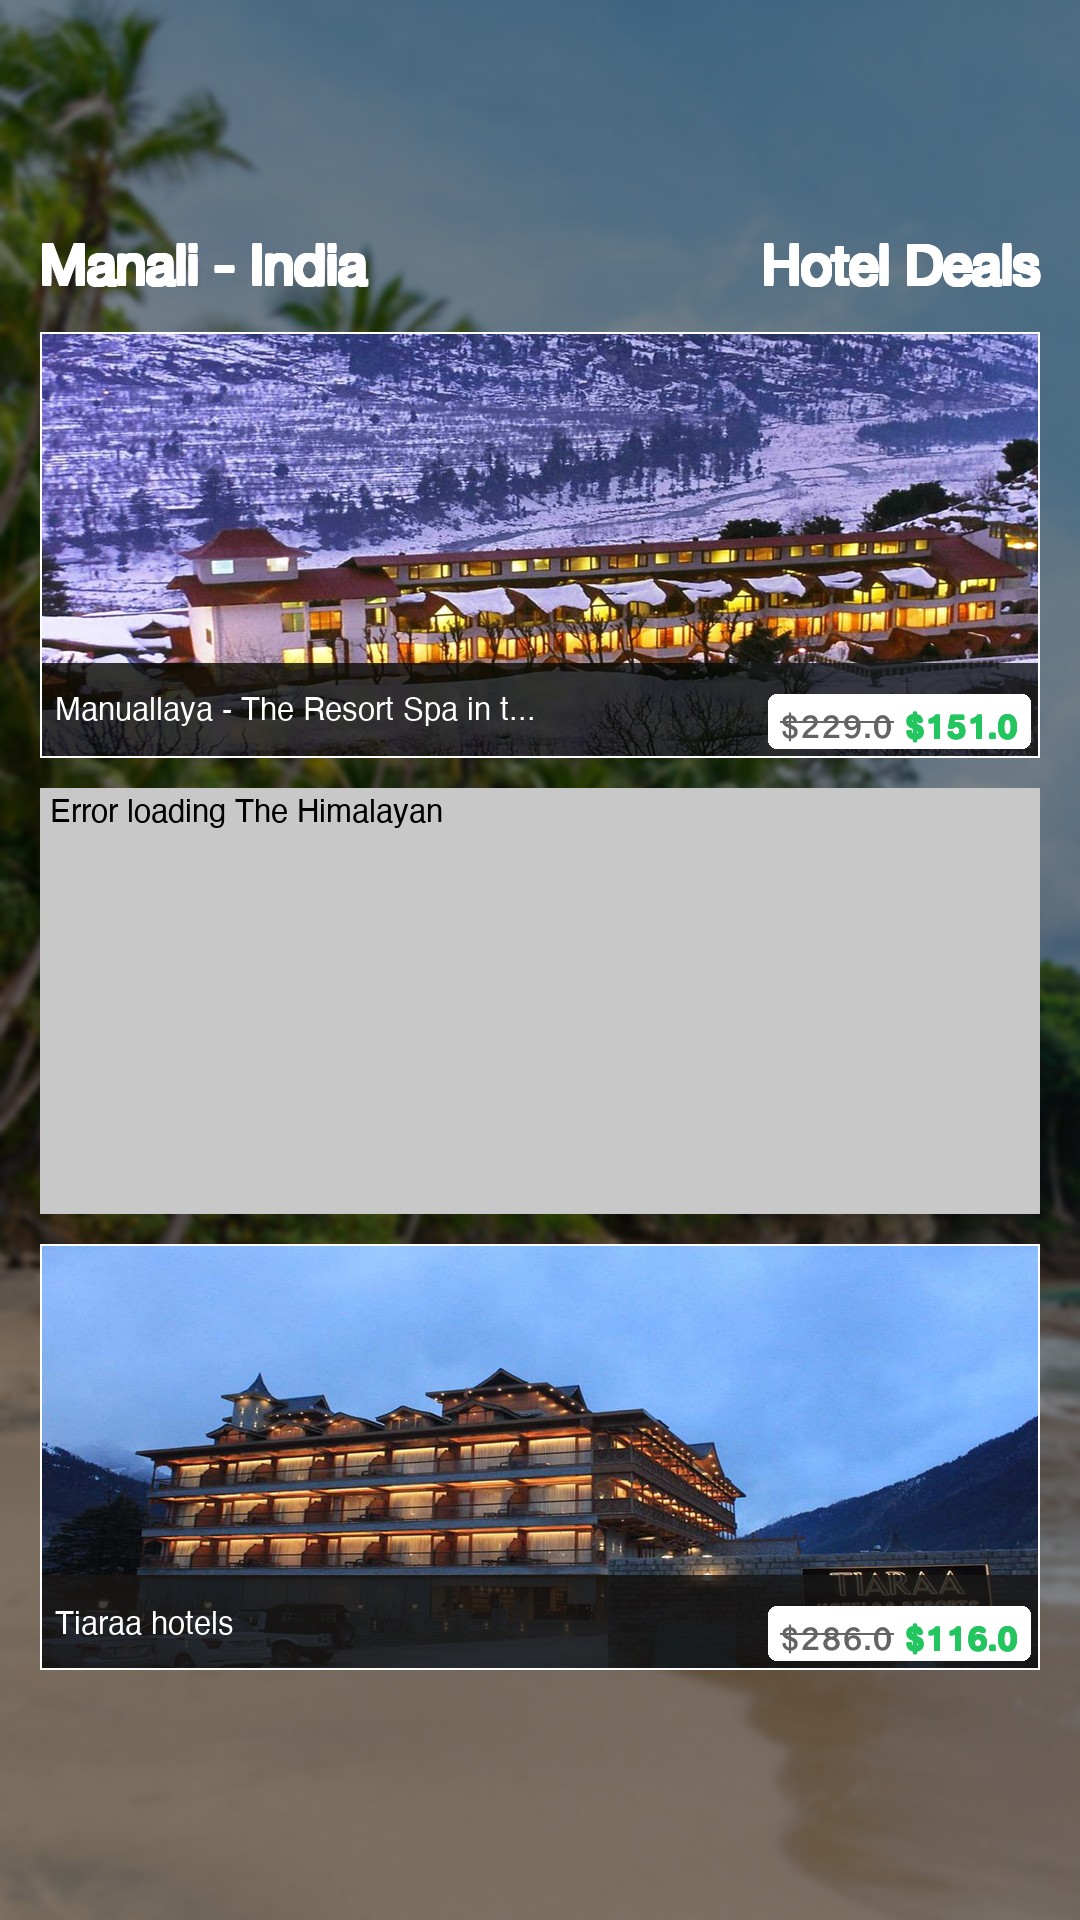 Manali - India
Hotel Deals
Manuallaya - The Resort Spa in t...
$229.0 $151.0
Error loading The Himalayan
TIARAA
Tiaraa hotels
$286.0 $116.0